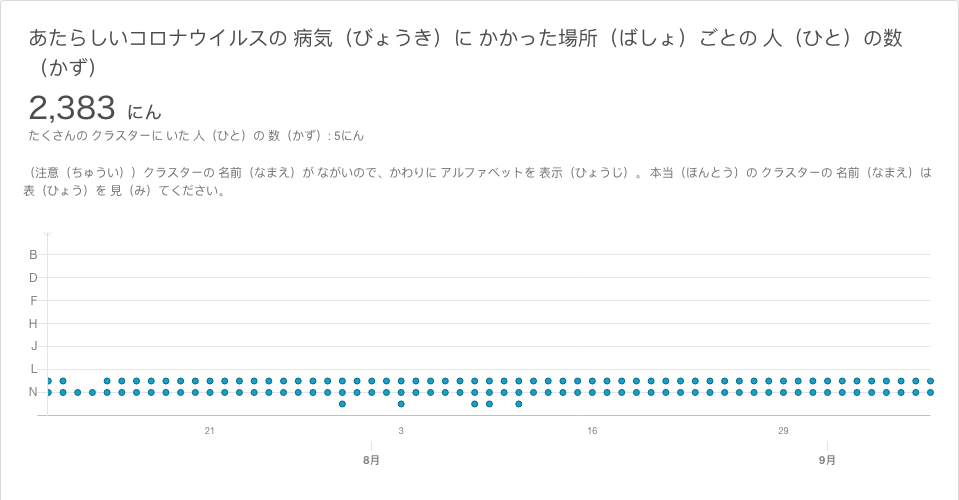 あたらしいコロナウイルスの 病気（びょうき）に かかった場所（ばしょ）ごとの 人（ひと）の数
（かず）
2,383 にん
たくさんの クラスターに いた 人（ひと）の 数（かず）: 5にん
（注意（ちゅうい））クラスターの 名前（なまえ）が ながいので、かわりに アルファベットを 表示（ひょうじ）。本当（ほんとう）の クラスターの 名前（なまえ）は
表（ひょう）を 見（み）てください。
B
D
F
H
J
L
N
21 3 16 29
8月 9月